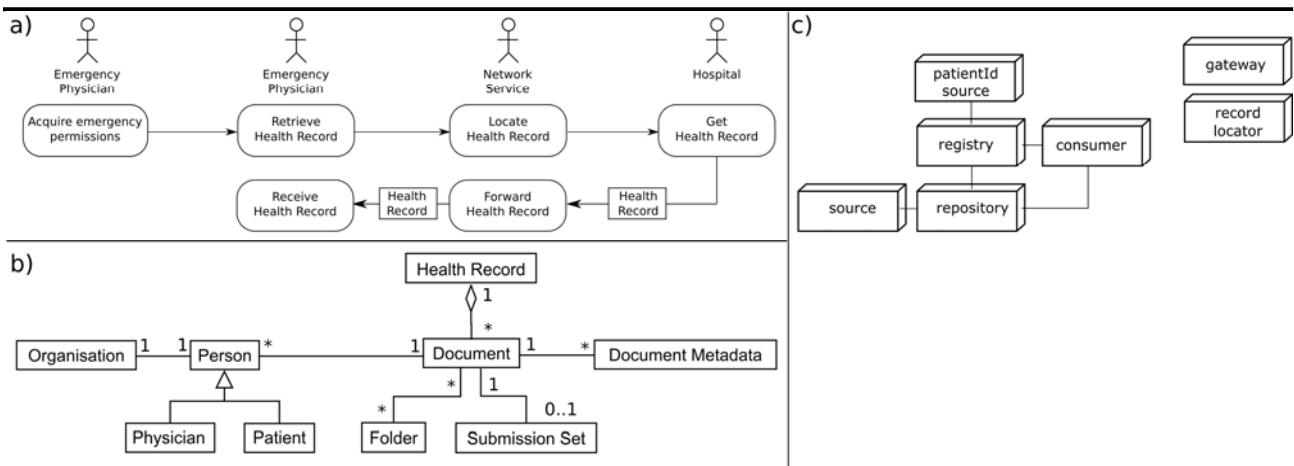 a)
Emergency
Physician
Emergency
Physician
Network
Service
Hospital
Acquire emergency
permissions
Retrieve
Health Record
Locate
Health Record
Get
Health Record
Receive
Health Record
Health
Record
Forward
Health Record
Health
Record
b)
Health Record
1
*
Organisation
1
1
Person
*
1
Document
1
*
Document Metadata
*
1
*
0..1
Physician
Patient
Folder
Submission Set
c)
patientId
source
gateway
record
locator
registry
consumer
source
repository